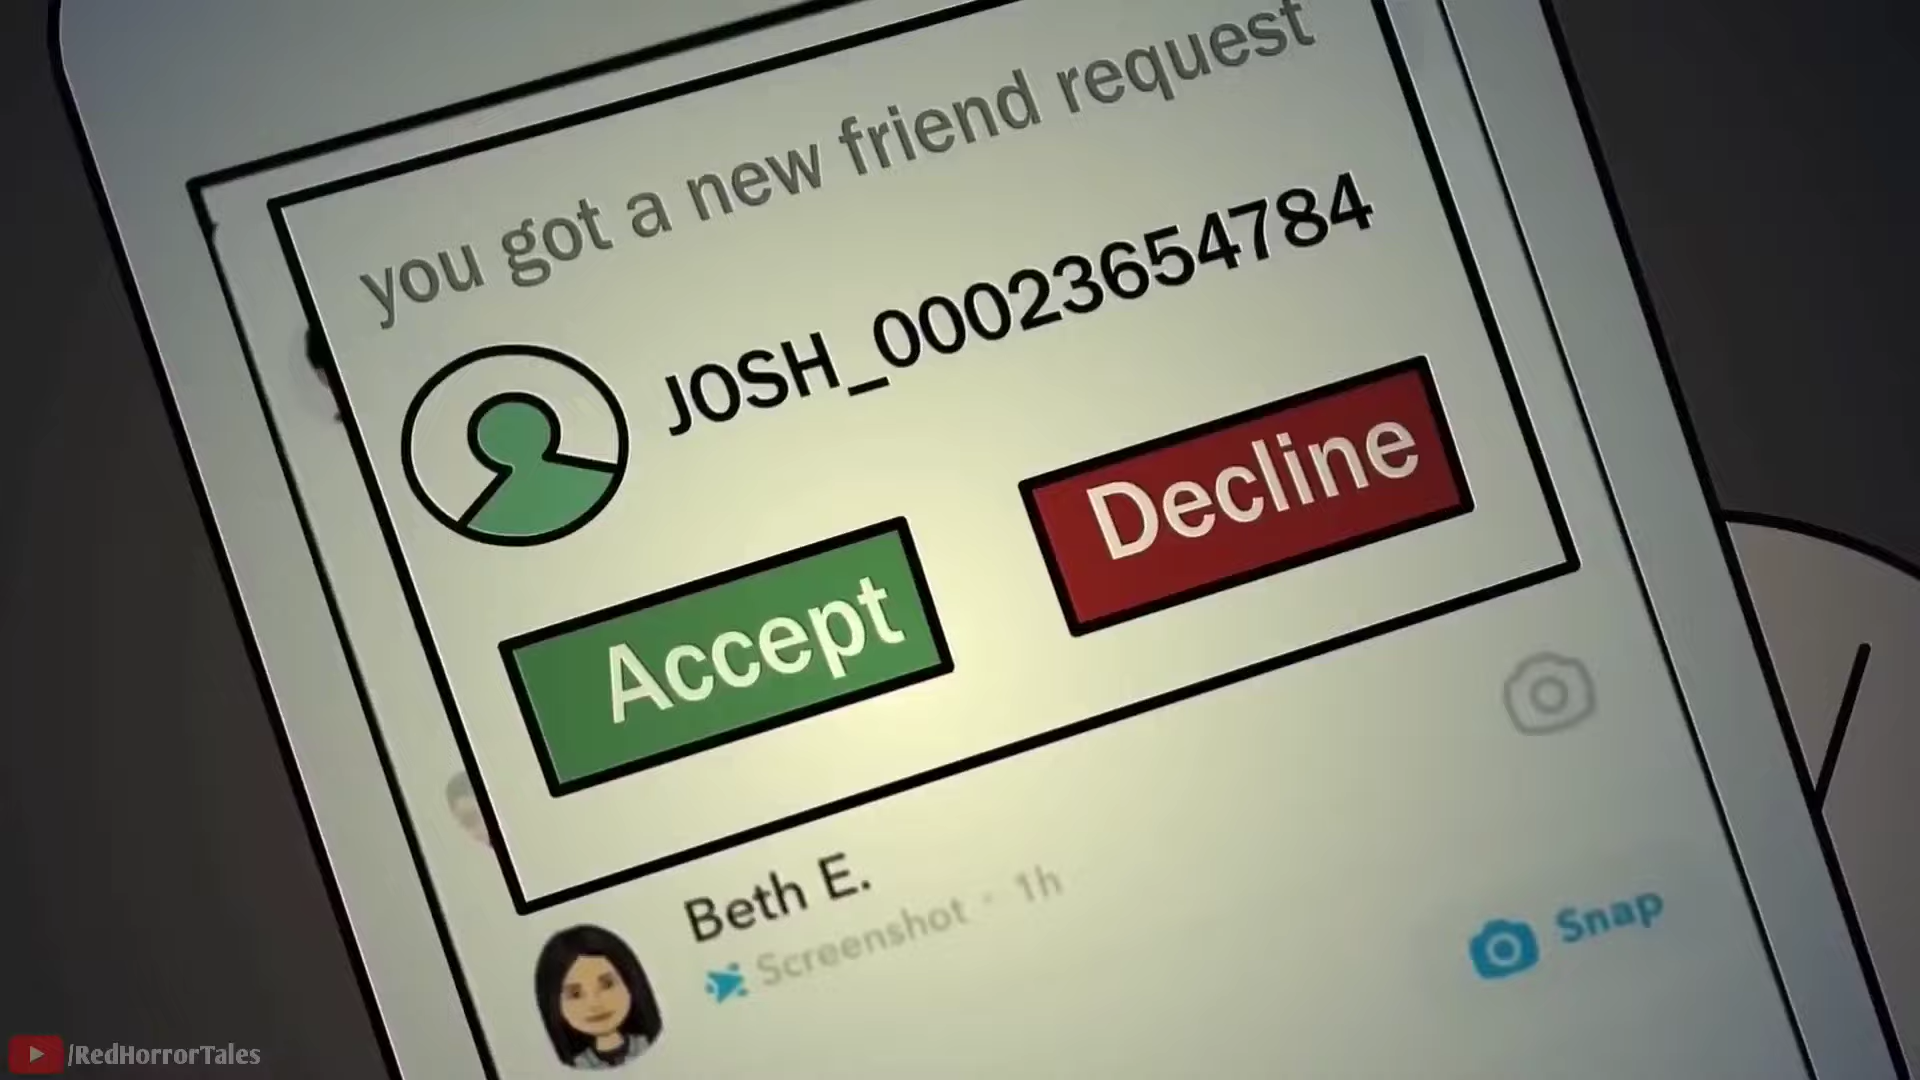 you got a new friend request
JOSH_00023654784
Accept
Decline
Beth E.
Screenshot · 1h
Snap
/RedHorrorTales